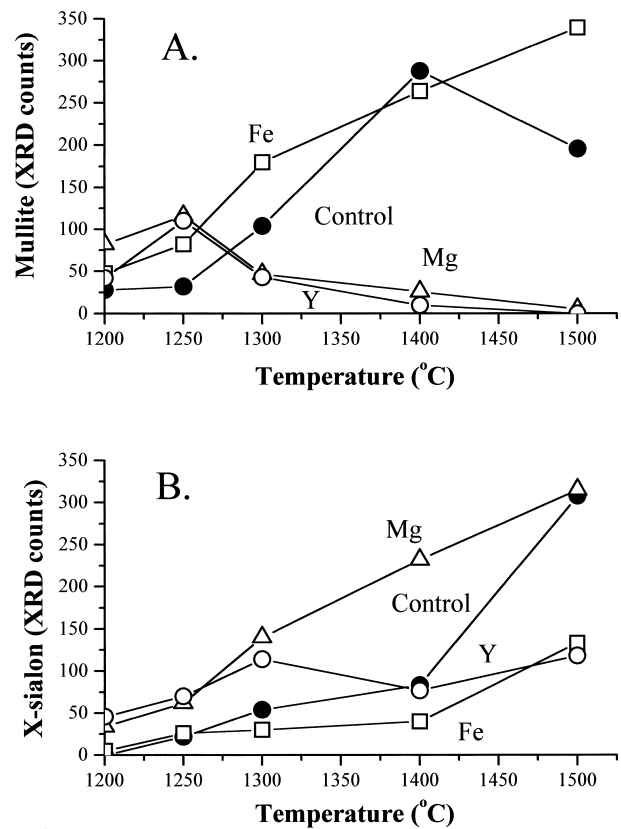 A.
Mullite (XRD counts)
350
300
250
200
150
100
50
0
Fe
Control
Mg
Y
1200 1250 1300 1350 1400 1450 1500
Temperature (°C)
B.
X-sialon (XRD counts)
350
300
250
200
150
100
50
0
Mg
Control
Y
Fe
1200 1250 1300 1350 1400 1450 1500
Temperature (°C)